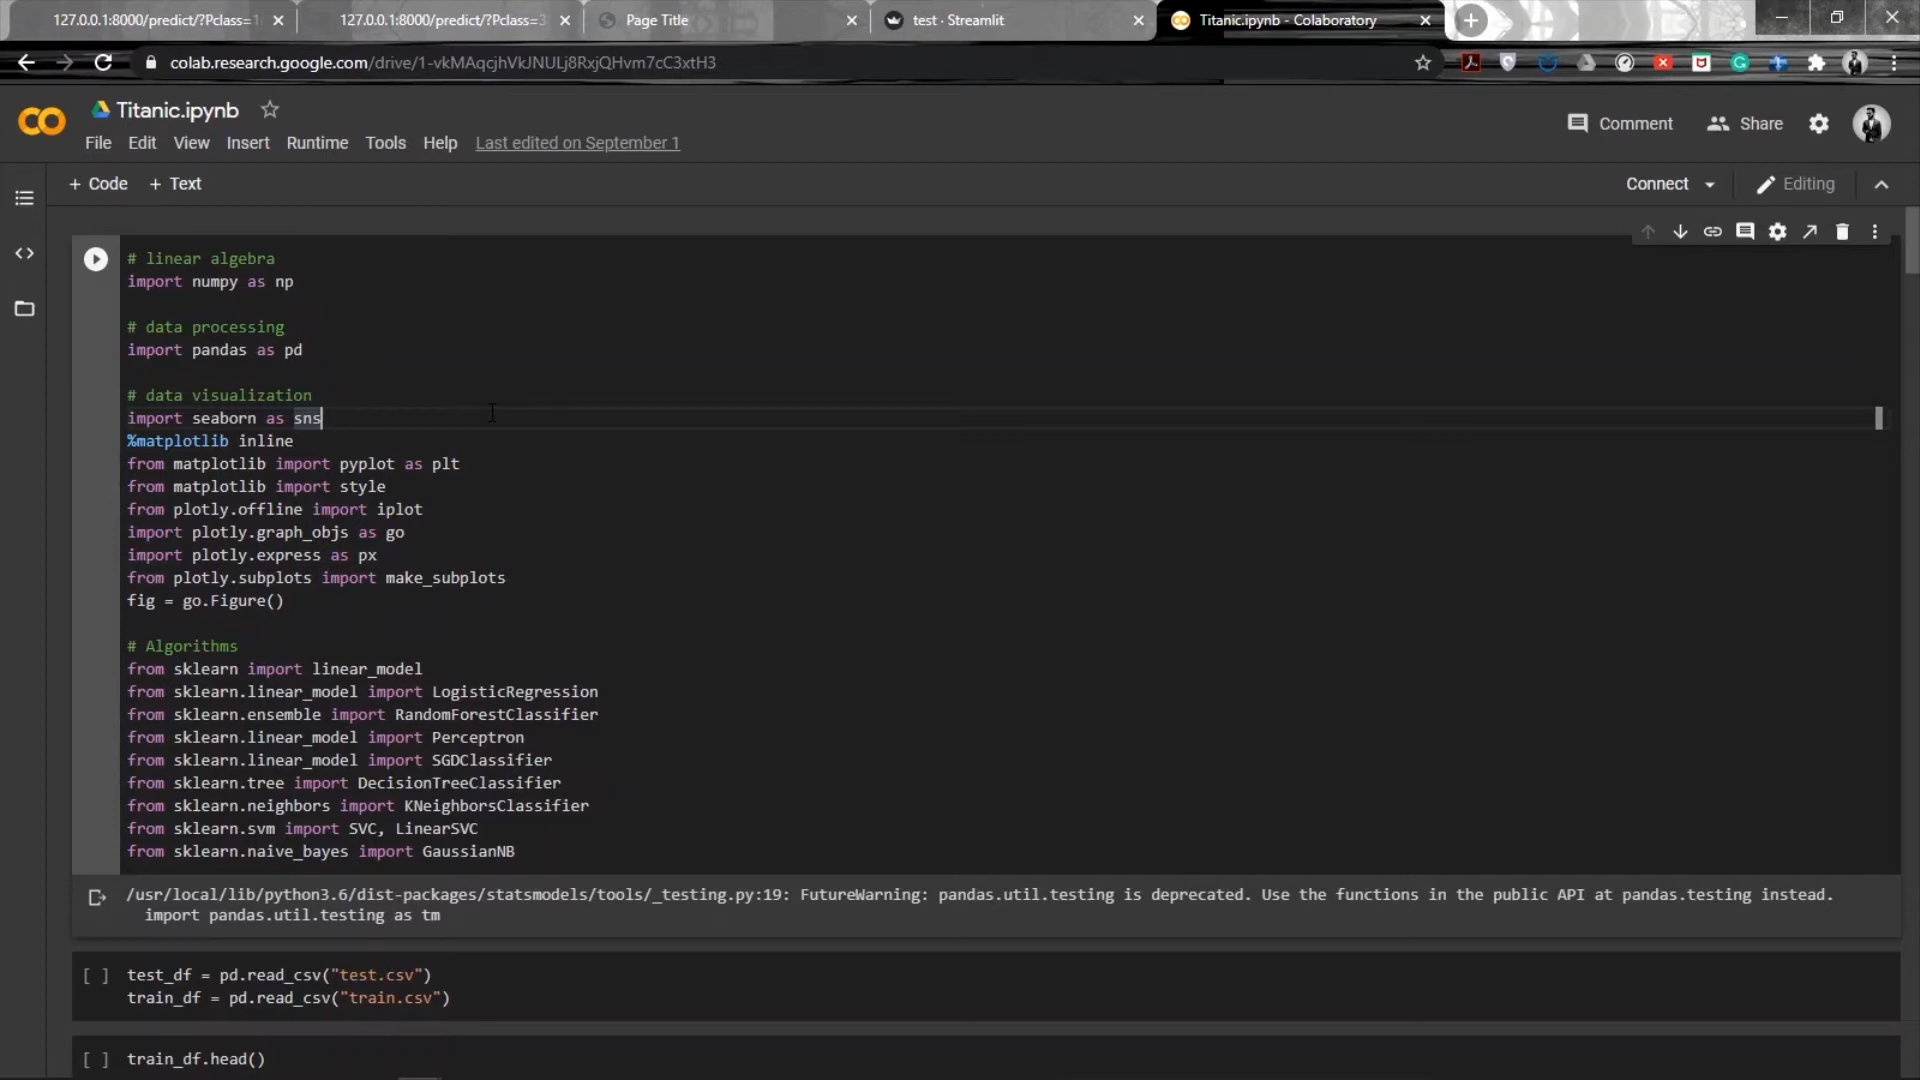 127.0.0.1:8000/predict/?Pclass=1
127.0.0.1:8000/predict/?Pclass=3
Page Title
test · Streamlit
Titanic.ipynb - Colaboratory
colab.research.google.com/drive/1-vkMAqcjhVkJNULj8RxjQHvm7cC3xtH3
Titanic.ipynb
File Edit View Insert Runtime Tools Help Last edited on September 1
Comment Share
+ Code + Text
Connect Editing
# linear algebra
import numpy as np
# data processing
import pandas as pd
# data visualization
import seaborn as sns
%matplotlib inline
from matplotlib import pyplot as plt
from matplotlib import style
from plotly.offline import iplot
import plotly.graph_objs as go
import plotly.express as px
from plotly.subplots import make_subplots
fig = go.Figure()
# Algorithms
from sklearn import linear_model
from sklearn.linear_model import LogisticRegression
from sklearn.ensemble import RandomForestClassifier
from sklearn.linear_model import Perceptron
from sklearn.linear_model import SGDClassifier
from sklearn.tree import DecisionTreeClassifier
from sklearn.neighbors import KNeighborsClassifier
from sklearn.svm import SVC, LinearSVC
from sklearn.naive_bayes import GaussianNB
/usr/local/lib/python3.6/dist-packages/statsmodels/tools/_testing.py:19: FutureWarning: pandas.util.testing is deprecated. Use the functions in the public API at pandas.testing instead.
import pandas.util.testing as tm
[ ] test_df = pd.read_csv("test.csv")
train_df = pd.read_csv("train.csv")
[ ] train_df.head()